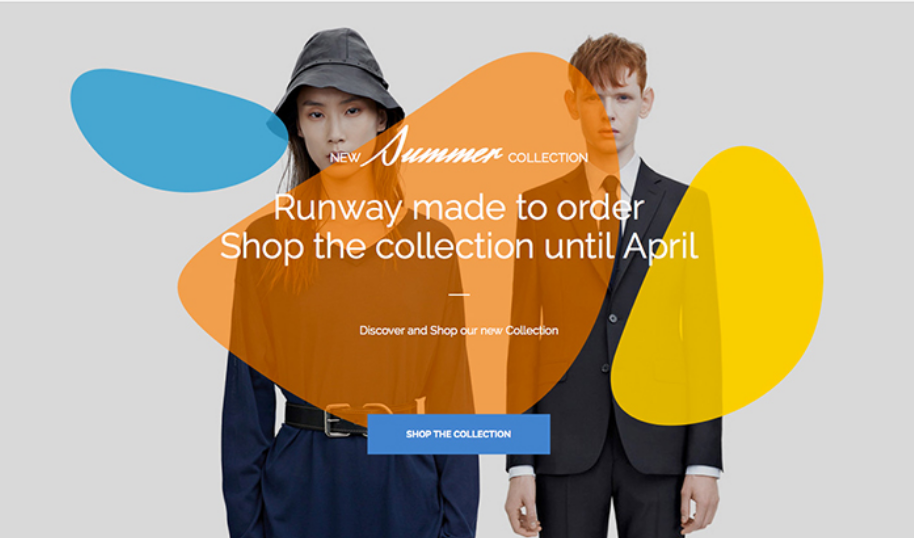 NEW Summer COLLECTION
Runway made to order
Shop the collection until April
Discover and Shop our new Collection
SHOP THE COLLECTION